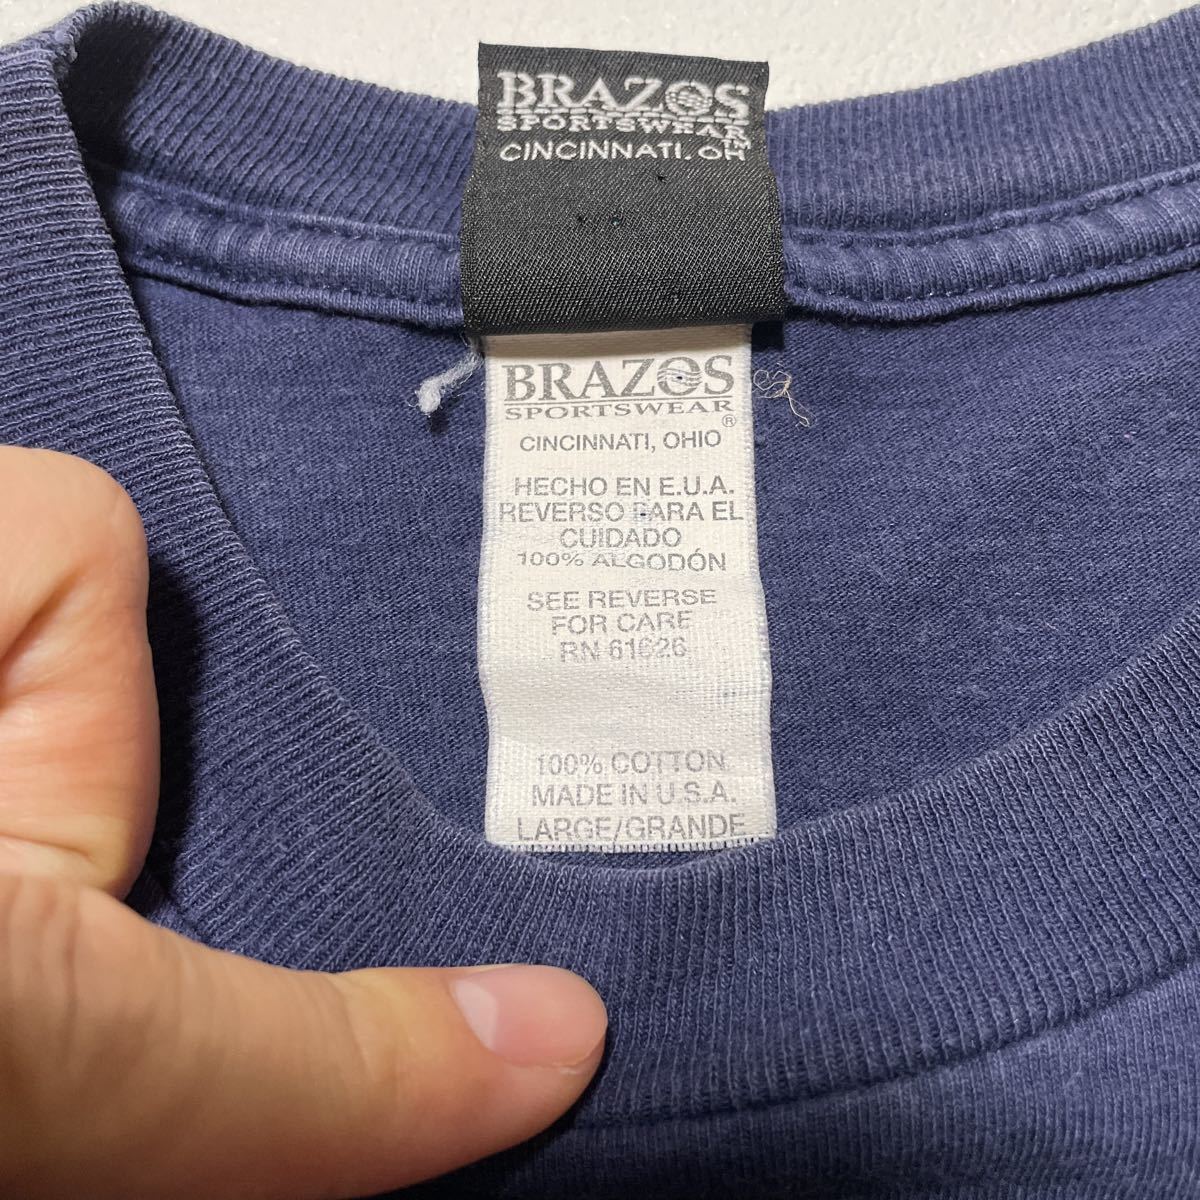 BRAZOS
SPORTSWEAR™
CINCINNATI, OH
BRAZOS
SPORTSWEAR®
CINCINNATI, OHIO
HECHO EN E.U.A.
REVERSO PARA EL
CUIDADO
100% ALGODÓN
SEE REVERSE
FOR CARE
RN 61626
100% COTTON
MADE IN U.S.A.
LARGE/GRANDE